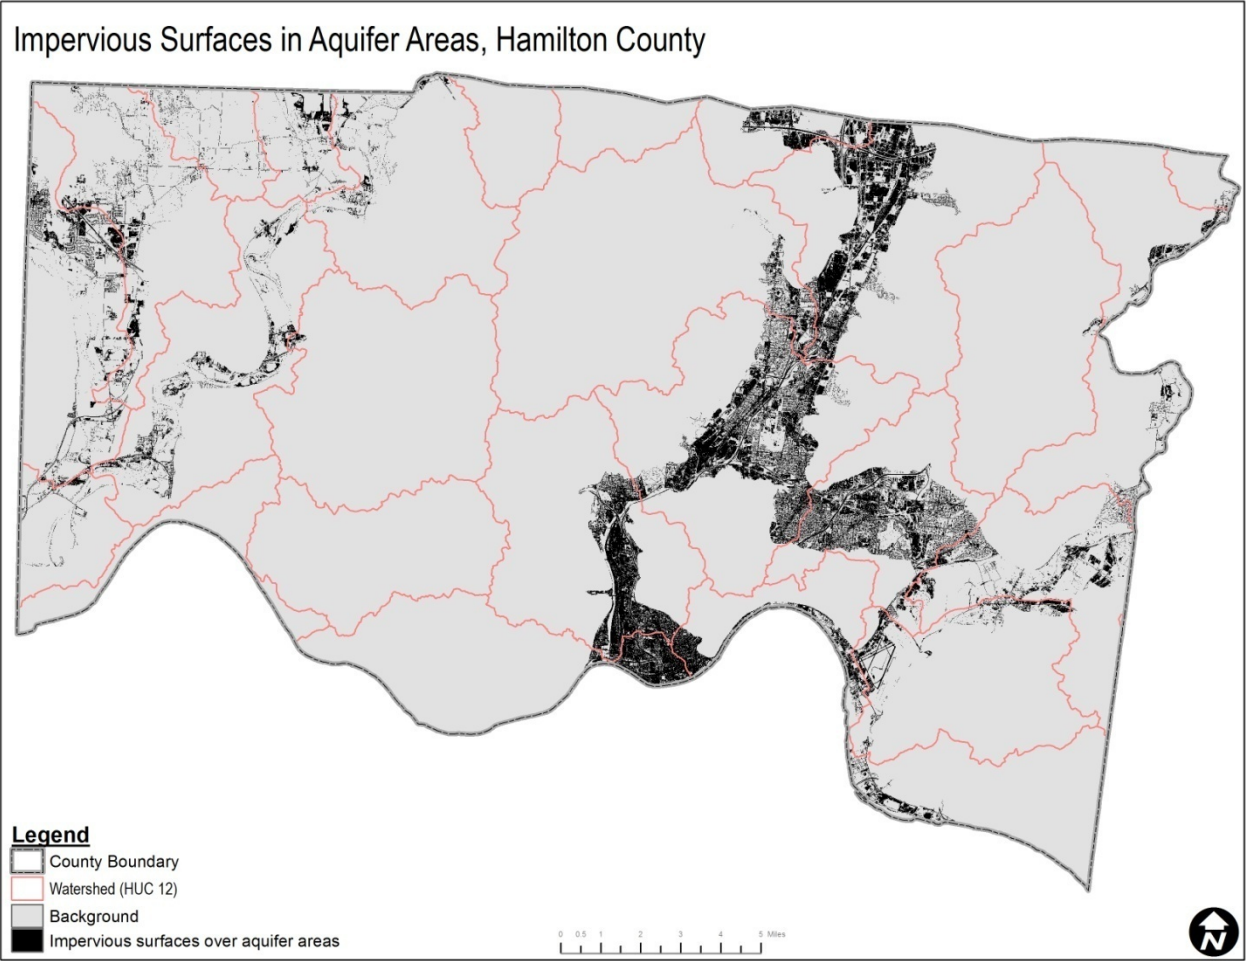 Impervious Surfaces in Aquifer Areas, Hamilton County
Legend
County Boundary
Watershed (HUC 12)
Background
Impervious surfaces over aquifer areas
0 0.5 1 2 3 4 5 Miles
N